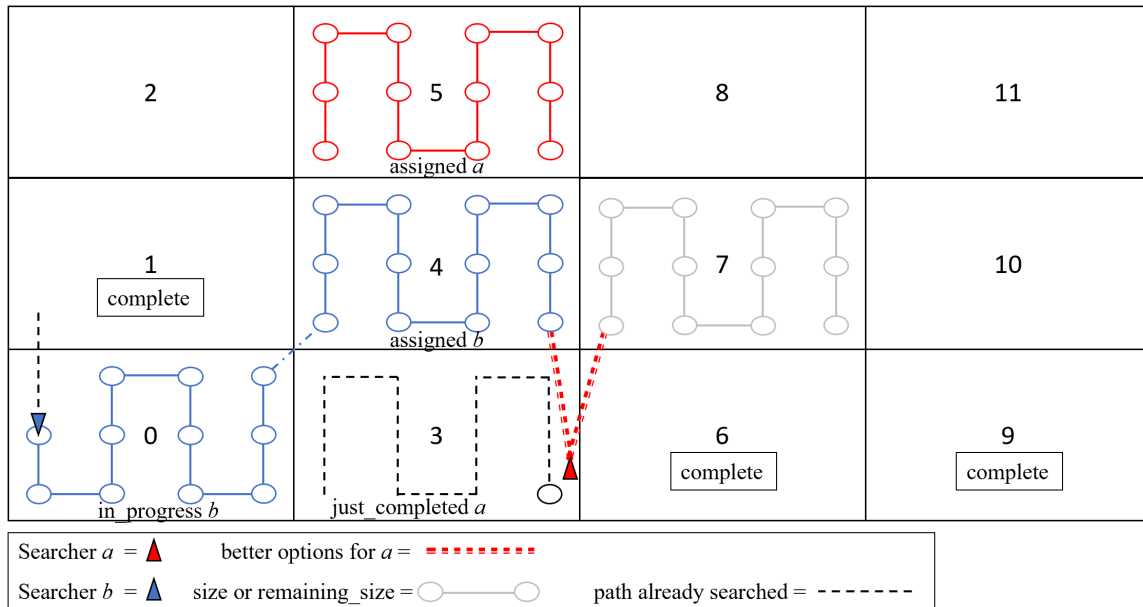 2
5
8
11
assigned a
1
4
7
10
complete
assigned b
0
3
6
9
complete
complete
in_progress b
just_completed a
Searcher a =
better options for a =
Searcher b =
size or remaining_size =
path already searched =